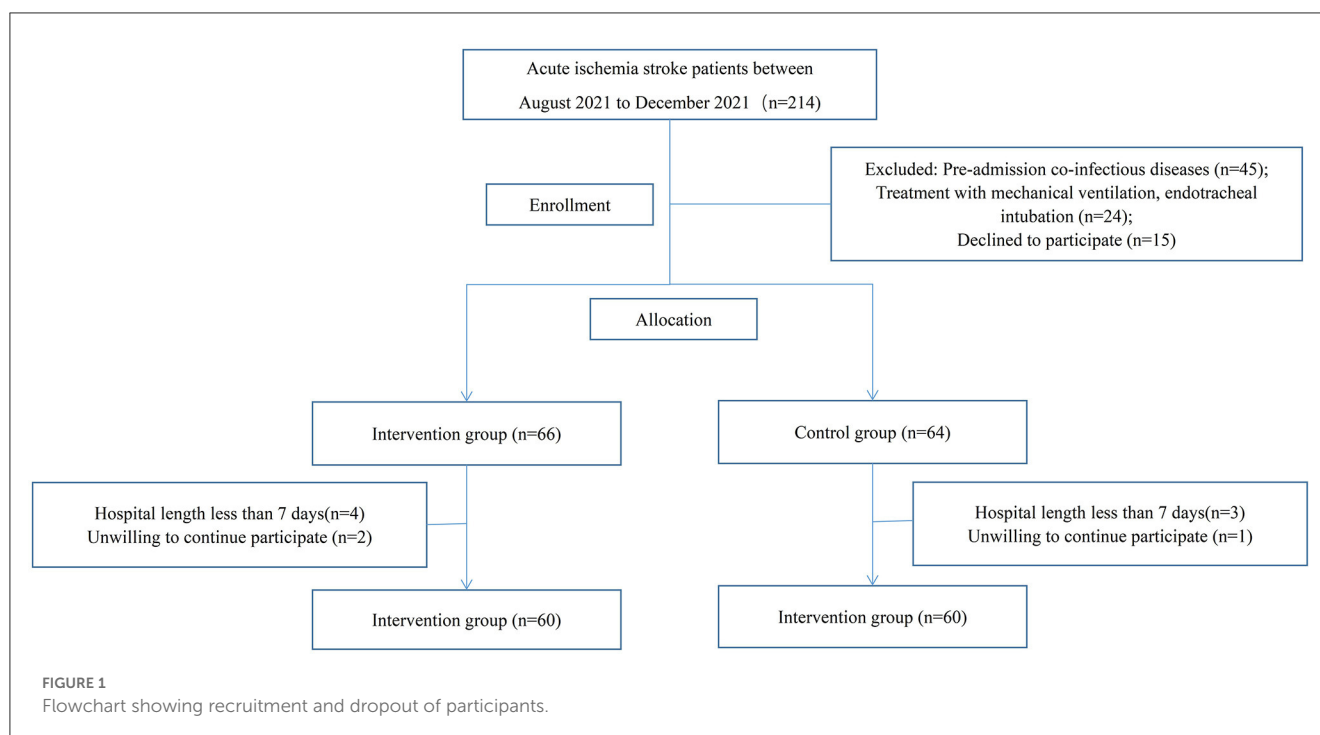 Acute ischemia stroke patients between
August 2021 to December 2021（n=214)
Excluded: Pre-admission co-infectious diseases (n=45);
Treatment with mechanical ventilation, endotracheal
intubation (n=24);
Declined to participate (n=15)
Enrollment
Allocation
Intervention group (n=66)
Control group (n=64)
Hospital length less than 7 days(n=4)
Unwilling to continue participate (n=2)
Hospital length less than 7 days(n=3)
Unwilling to continue participate (n=1)
Intervention group (n=60)
Intervention group (n=60)
FIGURE 1
Flowchart showing recruitment and dropout of participants.